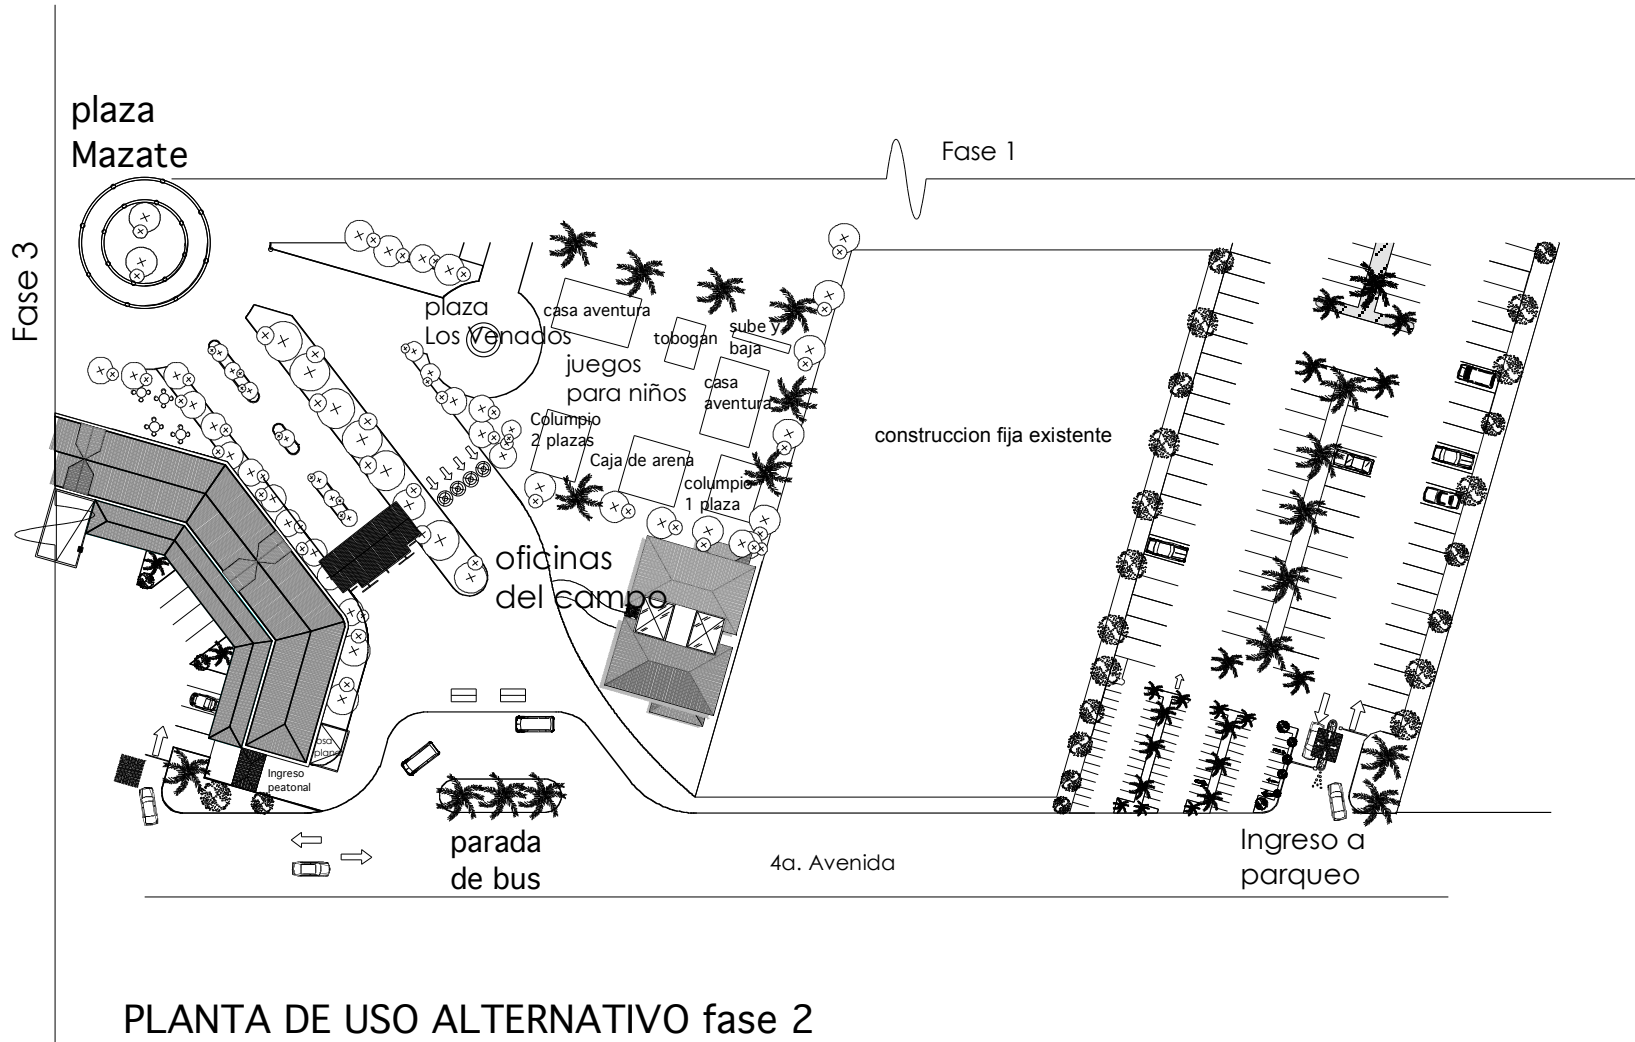 plaza
Mazate
Fase 1
Fase 3
plaza
Los Venados
casa aventura
tobogan
sube y
baja
juegos
para niños
casa
aventura
Columpio
2 plazas
Caja de arena
columpio
1 plaza
construccion fija existente
oficinas
del campo
Ingreso
peatonal
parada
de bus
4a. Avenida
Ingreso a
parqueo
PLANTA DE USO ALTERNATIVO fase 2